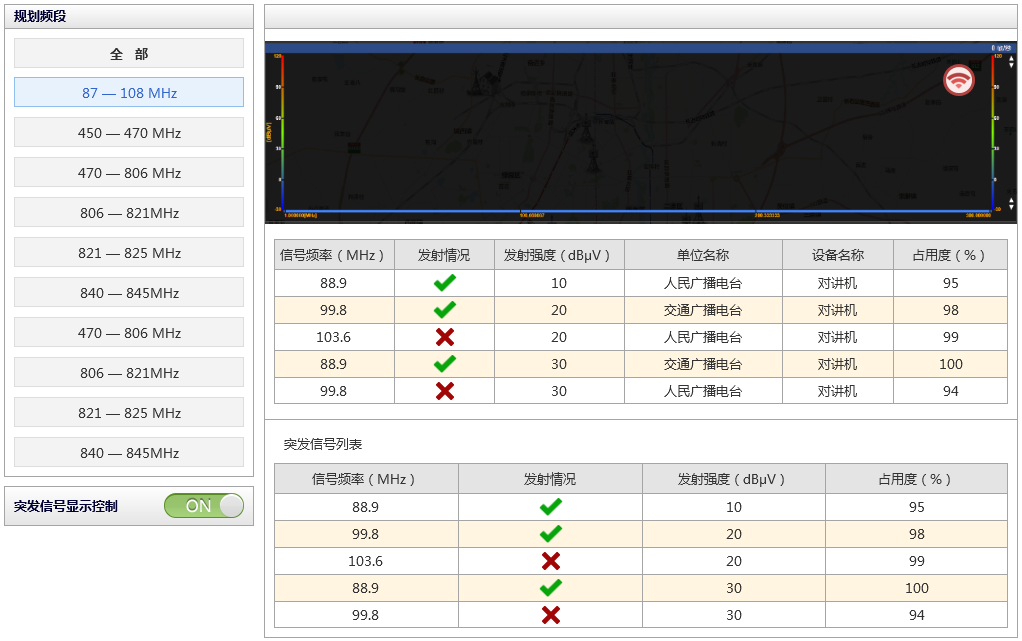 规划频段
全 部
87 — 108 MHz
450 — 470 MHz
470 — 806 MHz
806 — 821MHz
821 — 825 MHz
840 — 845MHz
470 — 806 MHz
806 — 821MHz
821 — 825 MHz
840 — 845MHz
突发信号显示控制 ON
信号频率（MHz） 发射情况 发射强度（dBμV） 单位名称 设备名称 占用度（%）
88.9 10 人民广播电台 对讲机 95
99.8 20 交通广播电台 对讲机 98
103.6 20 人民广播电台 对讲机 99
88.9 30 交通广播电台 对讲机 100
99.8 30 人民广播电台 对讲机 94
突发信号列表
信号频率（MHz） 发射情况 发射强度（dBμV） 占用度（%）
88.9 10 95
99.8 20 98
103.6 20 99
88.9 30 100
99.8 30 94